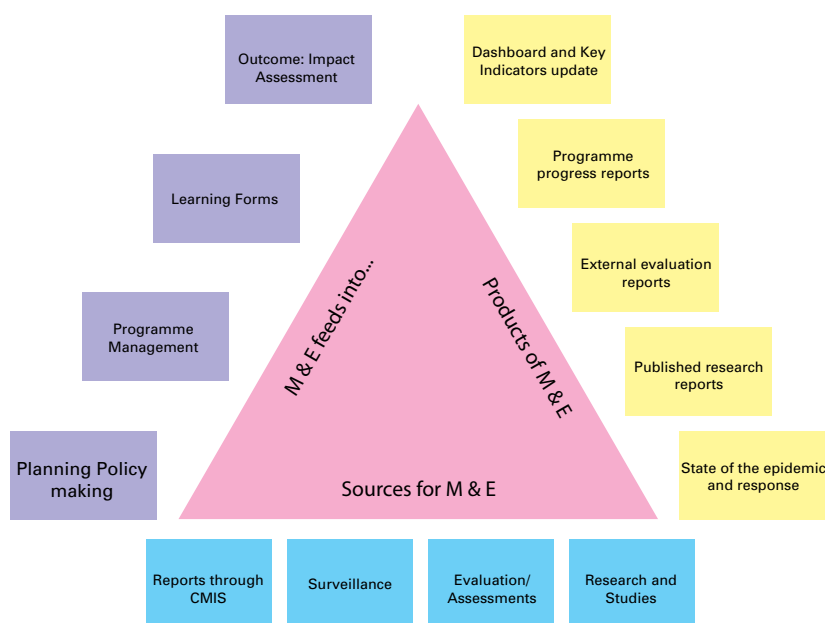 Outcome: Impact
Assessment
Dashboard and Key
Indicators update
Programme
progress reports
Learning Forms
External evaluation
reports
M & E feeds into...
Products of M & E
Programme
Management
Published research
reports
Planning Policy
making
State of the epidemic
and response
Sources for M & E
Reports through
CMIS
Surveillance
Evaluation/
Assessments
Research and
Studies